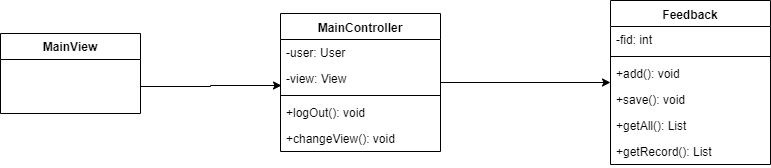 MainView
MainController
-user: User
-view: View
+logOut(): void
+changeView(): void
Feedback
-fid: int
+add(): void
+save(): void
+getAll(): List
+getRecord(): List